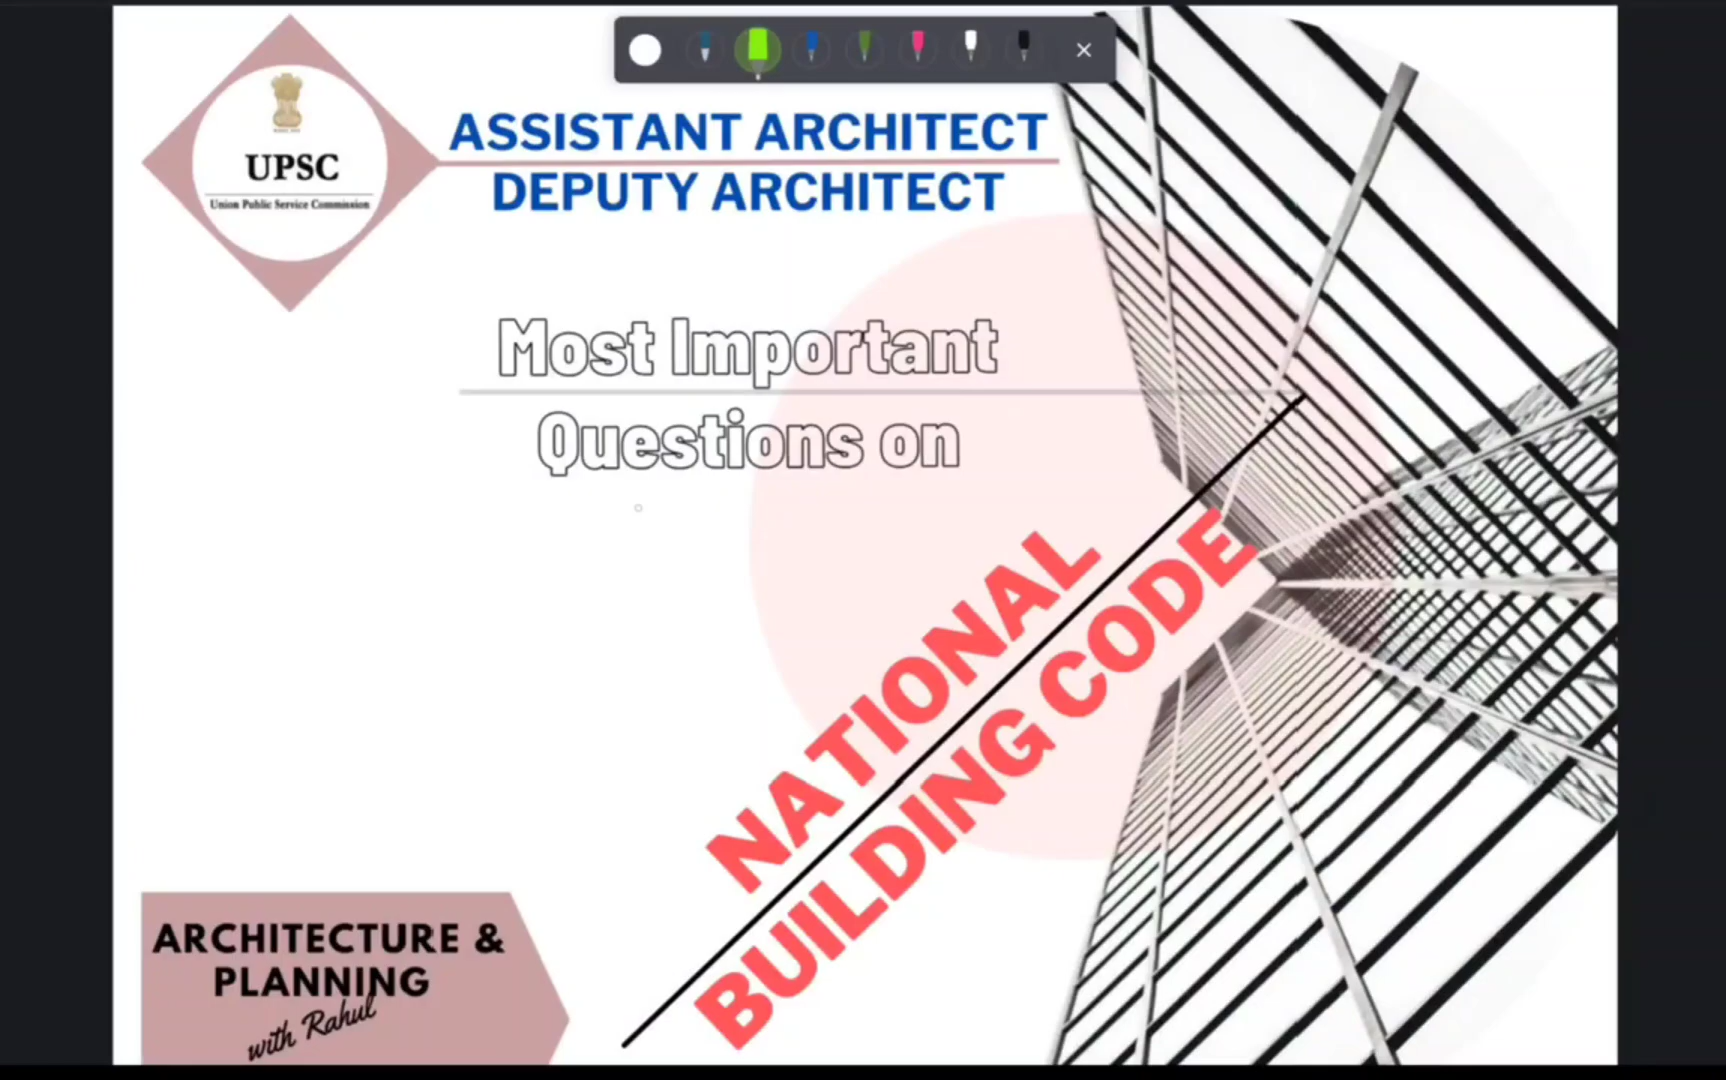 UPSC
Union Public Service Commission
ASSISTANT ARCHITECT
DEPUTY ARCHITECT
Most Important
Questions on
NATIONAL
BUILDING CODE
ARCHITECTURE &
PLANNING
with Rahul